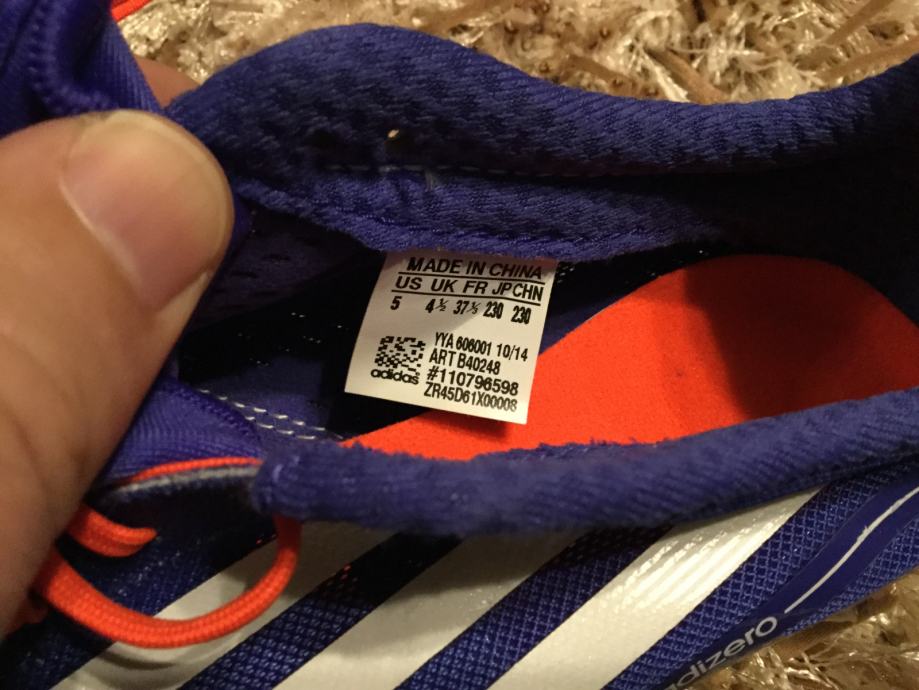 MADE IN CHINA
US UK FR JP CHN
5 4½ 37⅓ 230 230
YYA 606001 10/14
ART B40248
#110796598
adidas
ZR45D61X00008
adizero